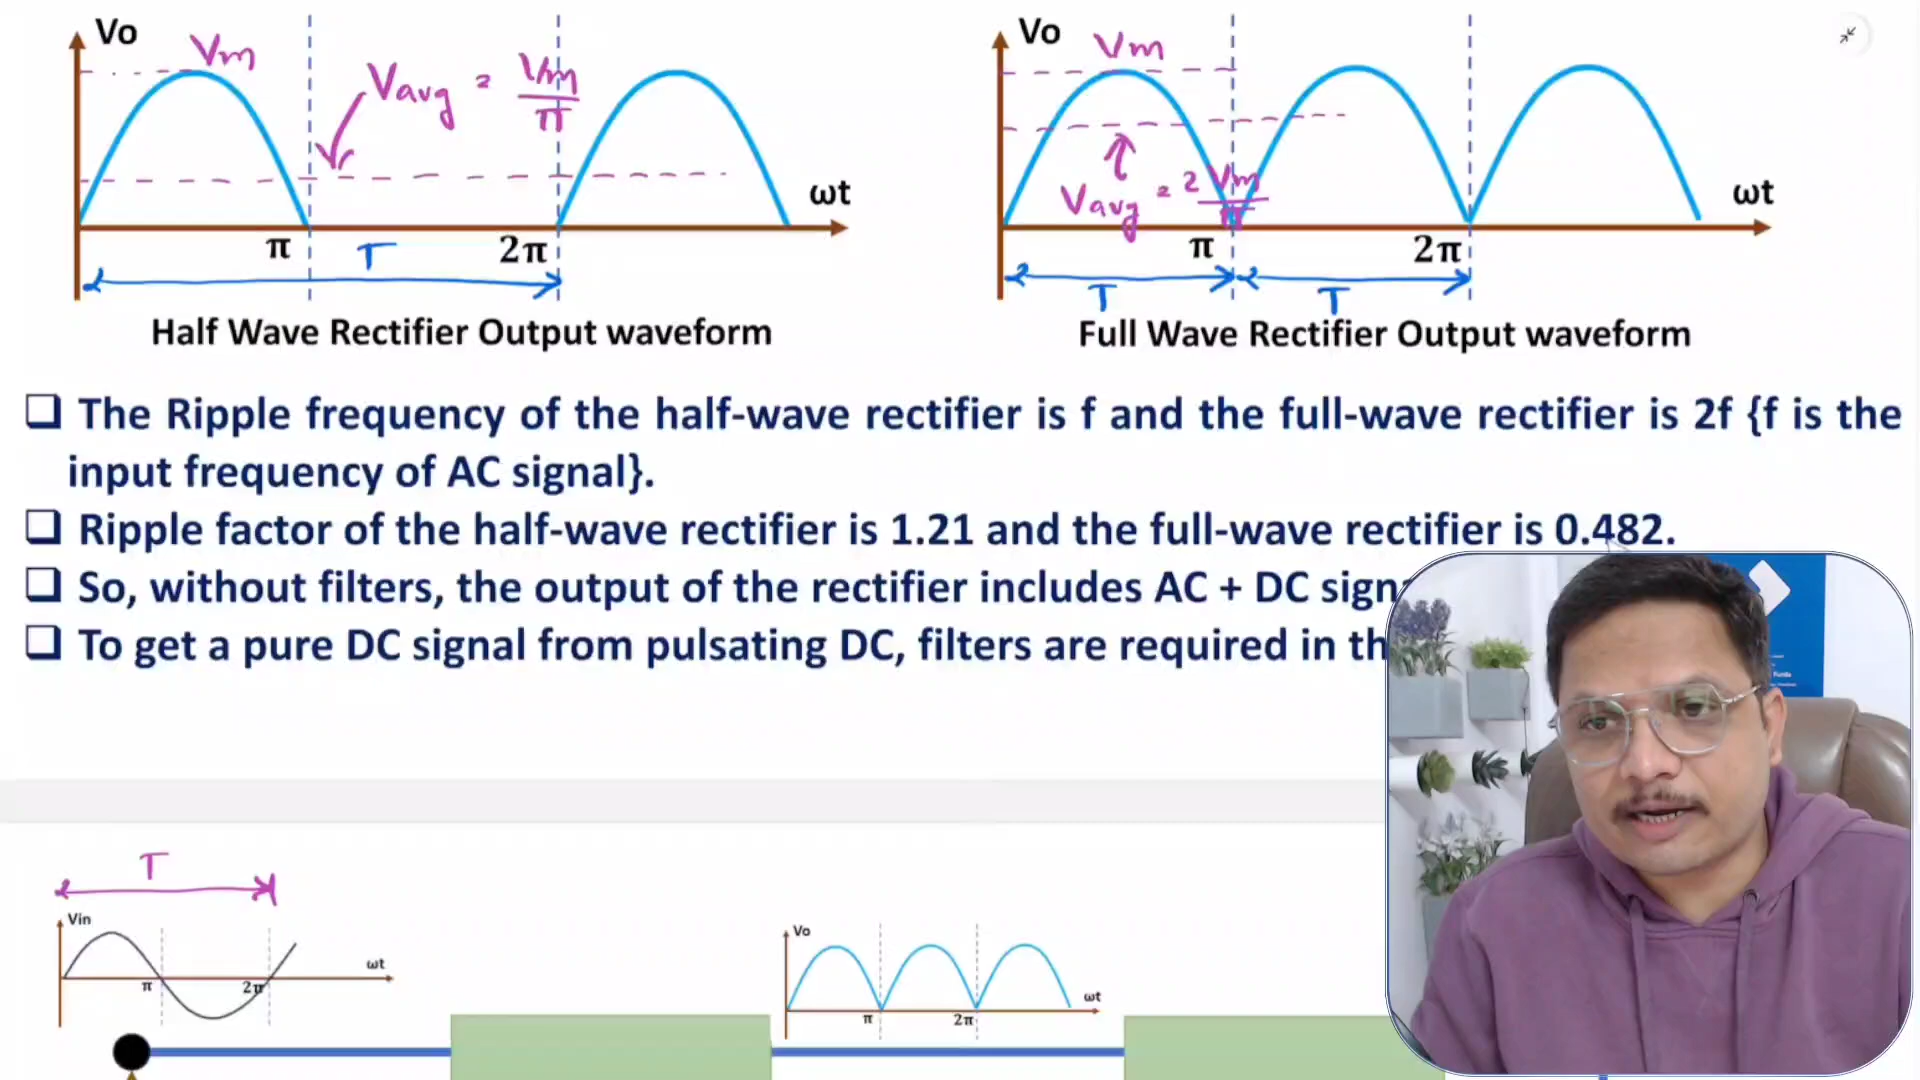 Vo
Vm
Vavg = Vm/π
ωt
π
T
2π
Half Wave Rectifier Output waveform
Vo
Vm
Vavg = 2Vm/π
ωt
π
2π
T
T
Full Wave Rectifier Output waveform
❑ The Ripple frequency of the half-wave rectifier is f and the full-wave rectifier is 2f {f is the
input frequency of AC signal}.
❑ Ripple factor of the half-wave rectifier is 1.21 and the full-wave rectifier is 0.482.
❑ So, without filters, the output of the rectifier includes AC + DC sign
❑ To get a pure DC signal from pulsating DC, filters are required in th
T
Vin
ωt
π
2π
Vo
ωt
π
2π